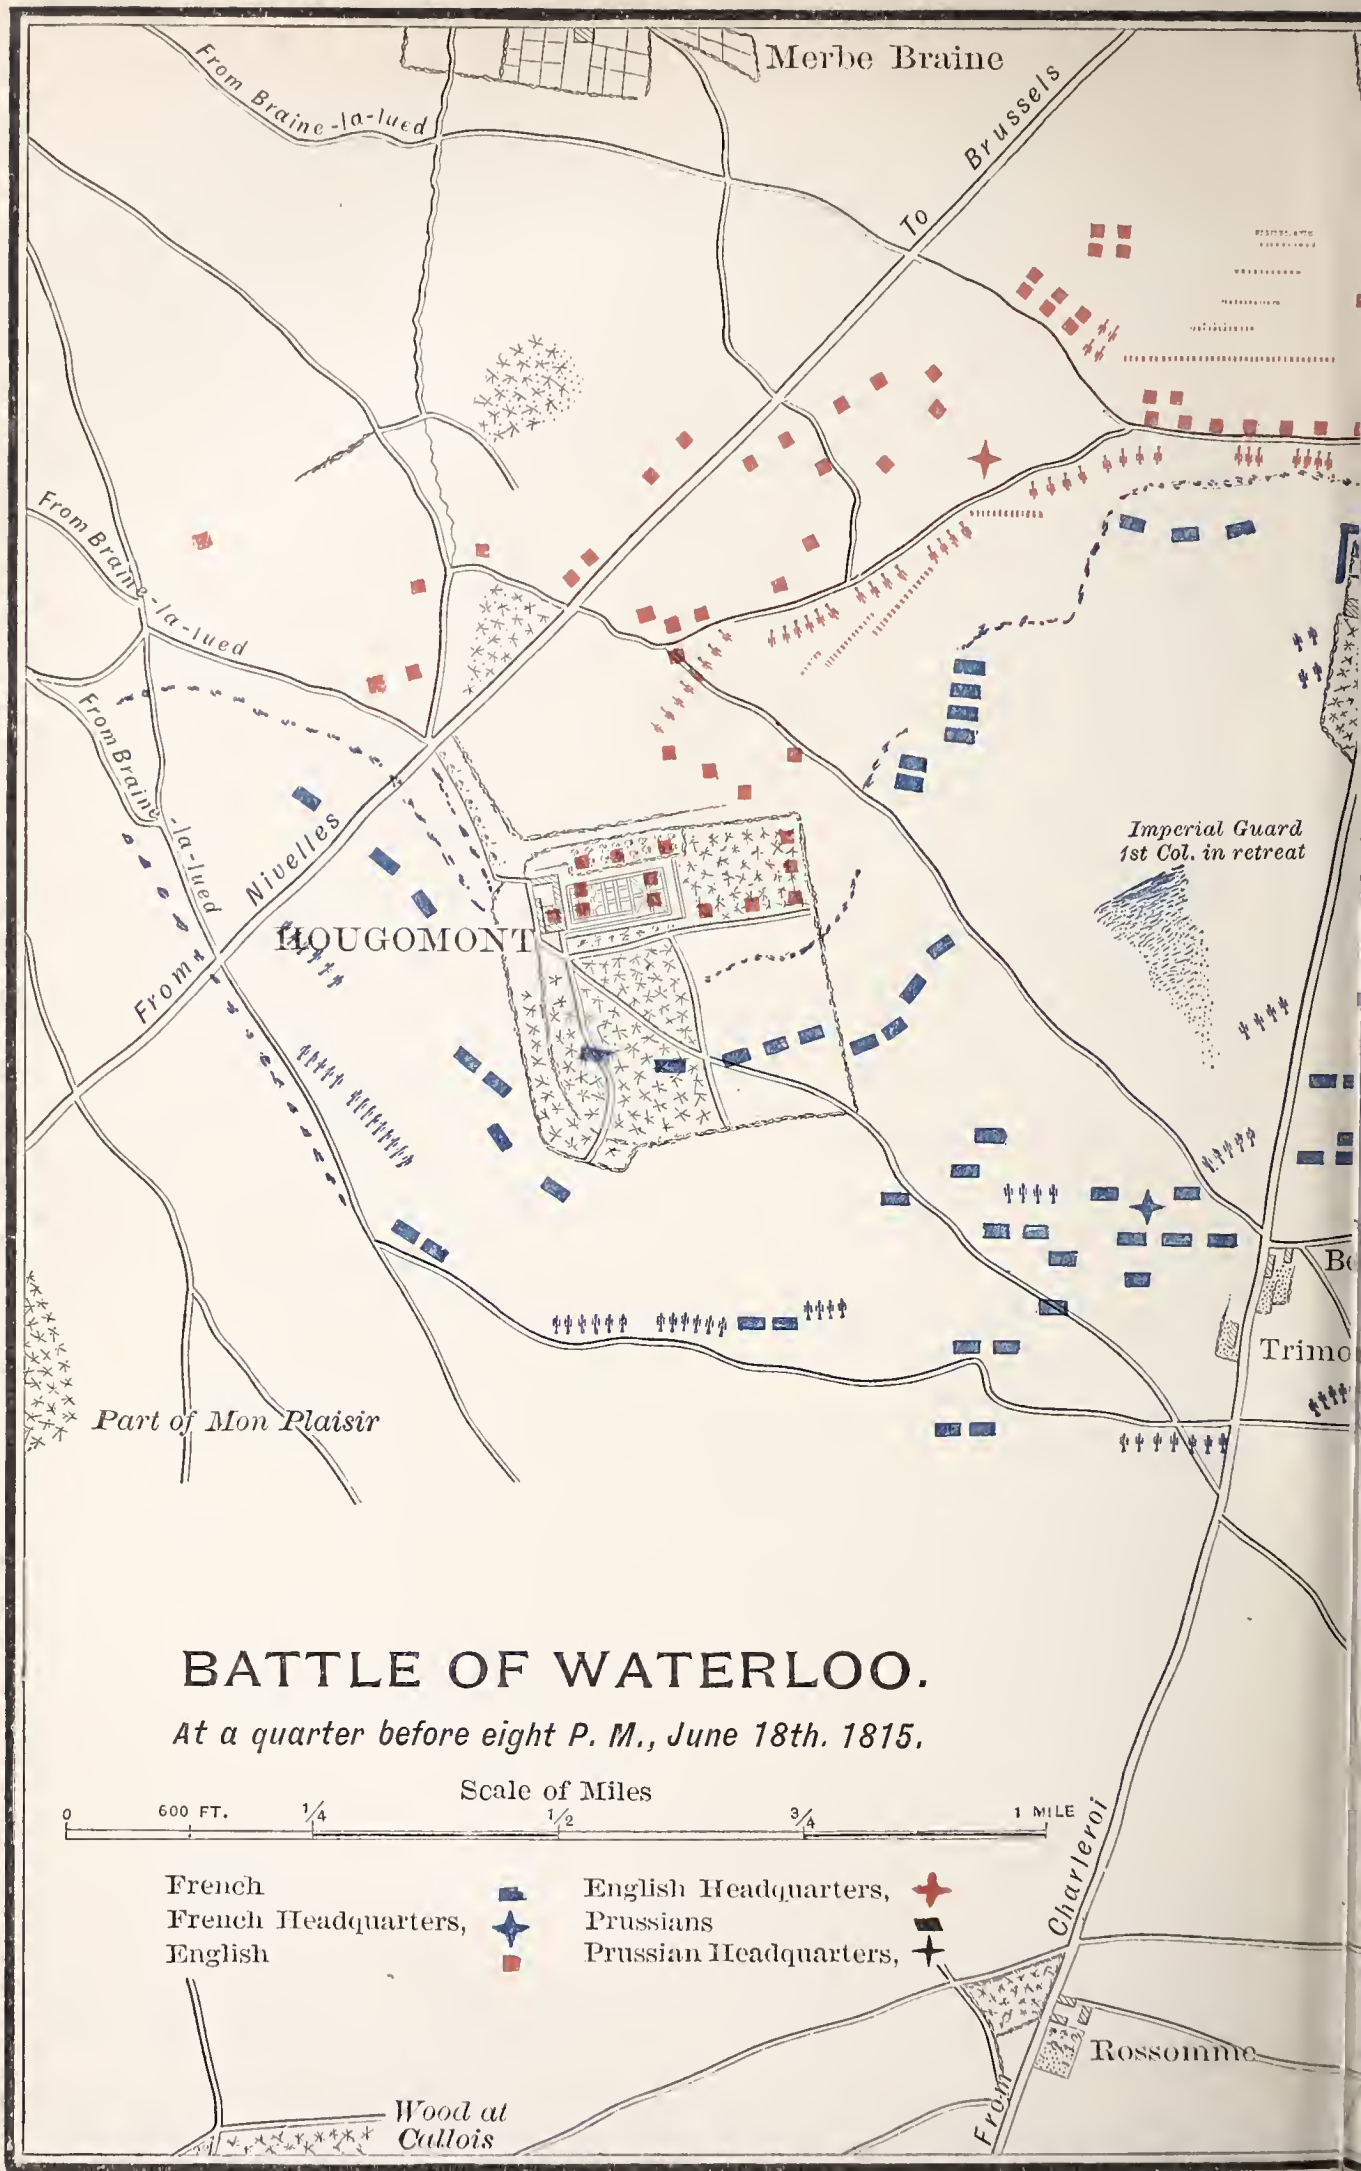 Merbe Braine
From Braine-la-lued
To Brussels
From Braine-la-lued
From Braine-la-lued
From Nivelles
HOUGOMONT
Imperial Guard
1st Col. in retreat
Part of Mon Plaisir
Be
Trimo
BATTLE OF WATERLOO.
At a quarter before eight P. M., June 18th. 1815.
Scale of Miles
0 600 FT. 1/4 1/2 3/4 1 MILE
French
French Headquarters,
English
English Headquarters,
Prussians
Prussian Headquarters,
From Charleroi
Rossomme
Wood at
Callois